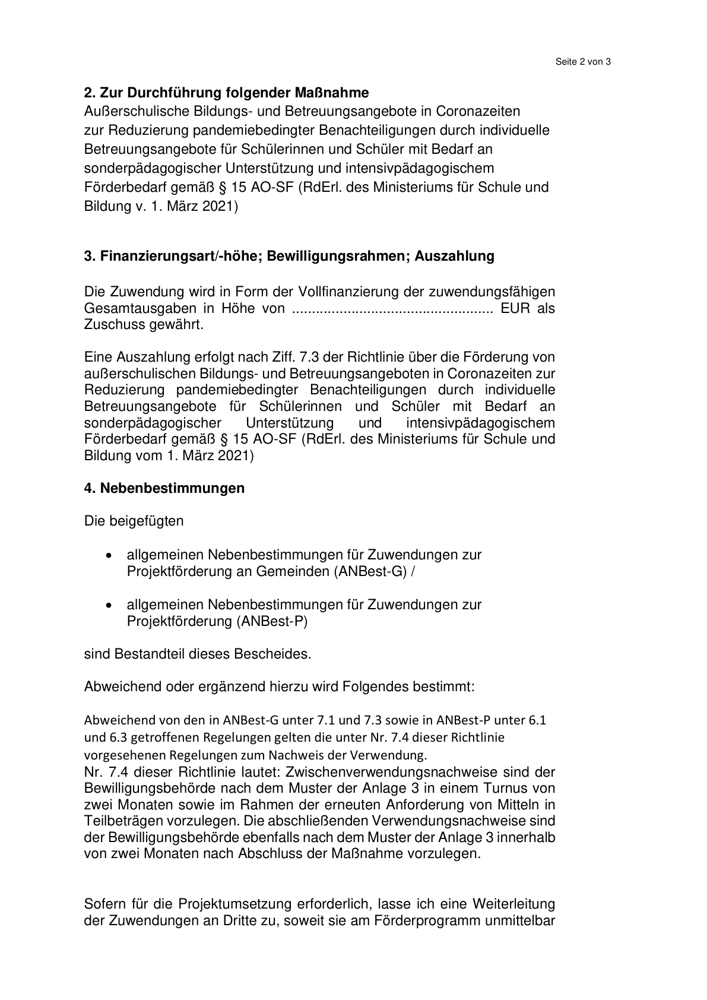 Seite 2 von 3
2. Zur Durchführung folgender Maßnahme
Außerschulische Bildungs- und Betreuungsangebote in Coronazeiten
zur Reduzierung pandemiebedingter Benachteiligungen durch individuelle
Betreuungsangebote für Schülerinnen und Schüler mit Bedarf an
sonderpädagogischer Unterstützung und intensivpädagogischem
Förderbedarf gemäß § 15 AO-SF (RdErl. des Ministeriums für Schule und
Bildung v. 1. März 2021)
3. Finanzierungsart/-höhe; Bewilligungsrahmen; Auszahlung
Die Zuwendung wird in Form der Vollfinanzierung der zuwendungsfähigen
Gesamtausgaben in Höhe von ................................................... EUR als
Zuschuss gewährt.
Eine Auszahlung erfolgt nach Ziff. 7.3 der Richtlinie über die Förderung von
außerschulischen Bildungs- und Betreuungsangeboten in Coronazeiten zur
Reduzierung pandemiebedingter Benachteiligungen durch individuelle
Betreuungsangebote für Schülerinnen und Schüler mit Bedarf an
sonderpädagogischer Unterstützung und intensivpädagogischem
Förderbedarf gemäß § 15 AO-SF (RdErl. des Ministeriums für Schule und
Bildung vom 1. März 2021)
4. Nebenbestimmungen
Die beigefügten
• allgemeinen Nebenbestimmungen für Zuwendungen zur
Projektförderung an Gemeinden (ANBest-G) /
• allgemeinen Nebenbestimmungen für Zuwendungen zur
Projektförderung (ANBest-P)
sind Bestandteil dieses Bescheides.
Abweichend oder ergänzend hierzu wird Folgendes bestimmt:
Abweichend von den in ANBest-G unter 7.1 und 7.3 sowie in ANBest-P unter 6.1
und 6.3 getroffenen Regelungen gelten die unter Nr. 7.4 dieser Richtlinie
vorgesehenen Regelungen zum Nachweis der Verwendung.
Nr. 7.4 dieser Richtlinie lautet: Zwischenverwendungsnachweise sind der
Bewilligungsbehörde nach dem Muster der Anlage 3 in einem Turnus von
zwei Monaten sowie im Rahmen der erneuten Anforderung von Mitteln in
Teilbeträgen vorzulegen. Die abschließenden Verwendungsnachweise sind
der Bewilligungsbehörde ebenfalls nach dem Muster der Anlage 3 innerhalb
von zwei Monaten nach Abschluss der Maßnahme vorzulegen.
Sofern für die Projektumsetzung erforderlich, lasse ich eine Weiterleitung
der Zuwendungen an Dritte zu, soweit sie am Förderprogramm unmittelbar